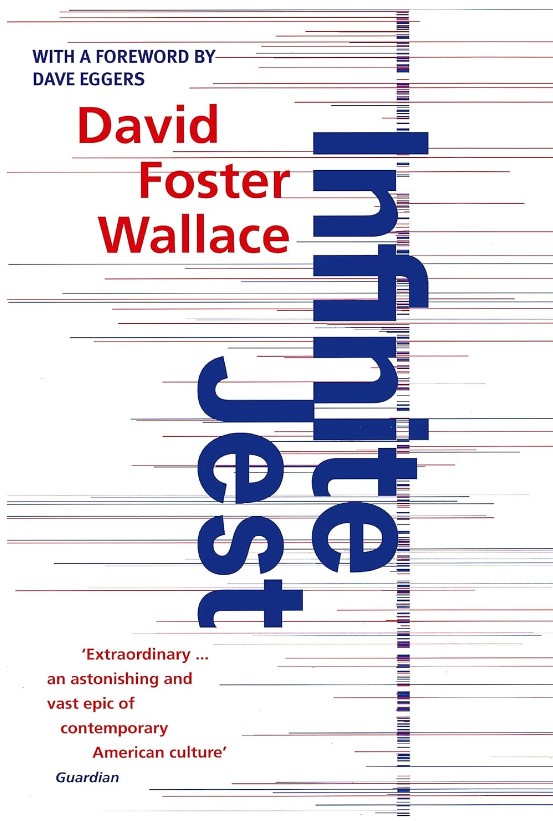 WITH A FOREWORD BY
DAVE EGGERS
David
Foster
Wallace
Infinite
Jest
'Extraordinary ...
an astonishing and
vast epic of
contemporary
American culture'
Guardian